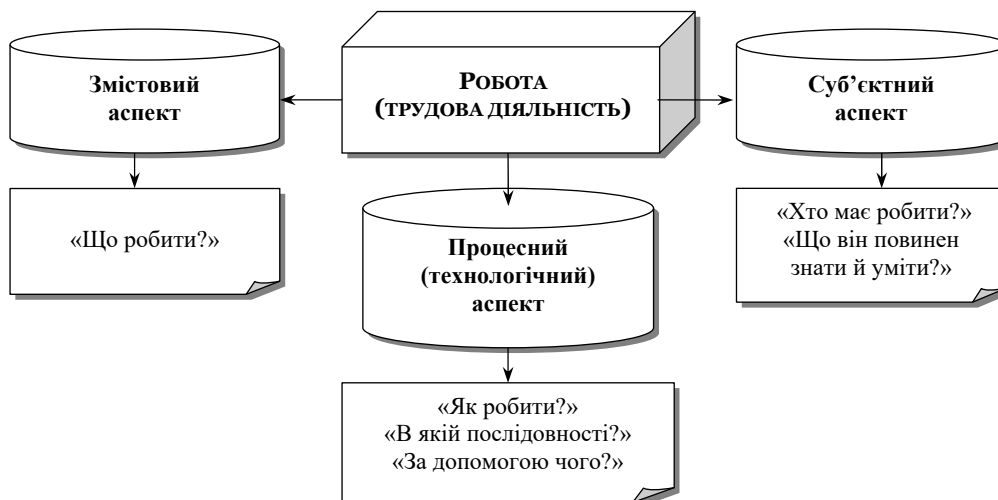 Змістовий
аспект
РОБОТА
(ТРУДОВА ДІЯЛЬНІСТЬ)
Суб’єктний
аспект
«Що робити?»
Процесний
(технологічний)
аспект
«Хто має робити?»
«Що він повинен
знати й уміти?»
«Як робити?»
«В якій послідовності?»
«За допомогою чого?»